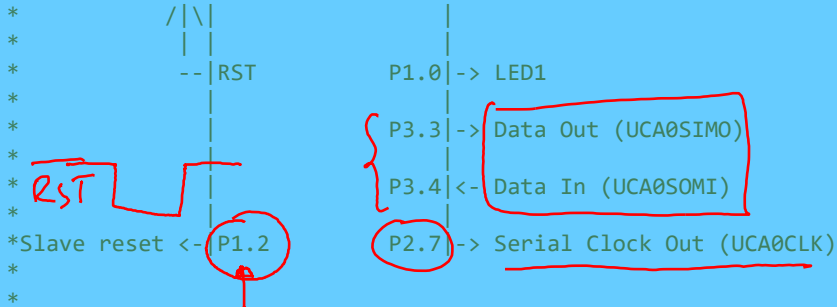 * /|\|                  |
* | |                   |
* --|RST          P1.0|-> LED1
* |                     |
* |                 P3.3|-> Data Out (UCA0SIMO)
* |                     |
* RST |             P3.4|<- Data In (UCA0SOMI)
* |                     |
*Slave reset <-|P1.2 P2.7|-> Serial Clock Out (UCA0CLK)
*
*